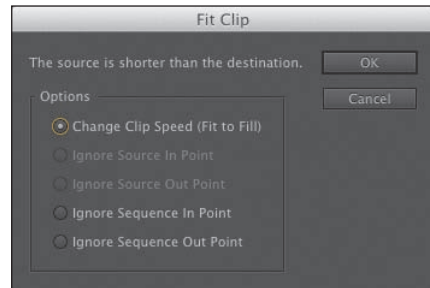 Fit Clip
The source is shorter than the destination.
OK
Cancel
Options
Change Clip Speed (Fit to Fill)
Ignore Source In Point
Ignore Source Out Point
Ignore Sequence In Point
Ignore Sequence Out Point